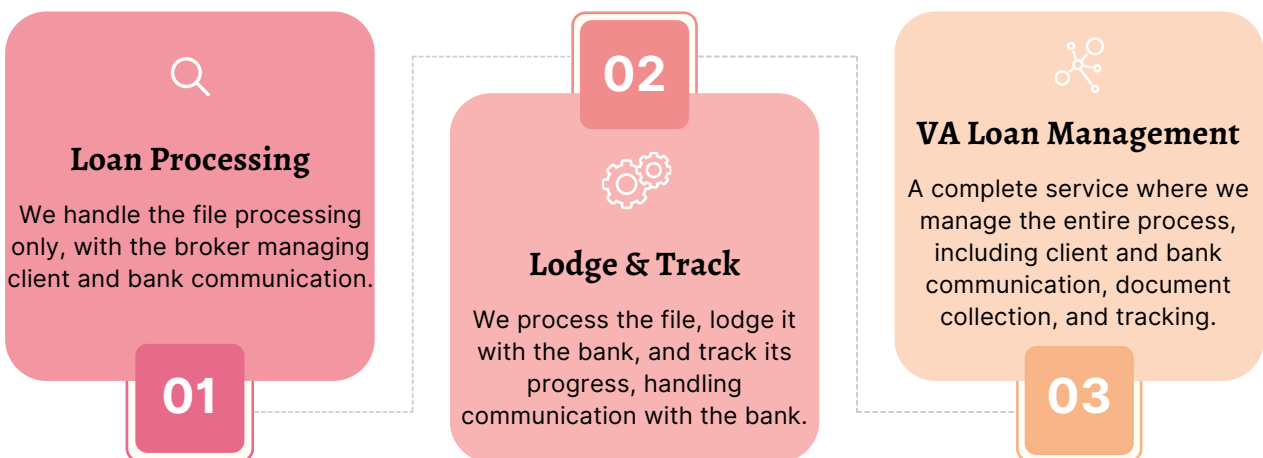 Loan Processing
We handle the file processing
only, with the broker managing
client and bank communication.
01
02
Lodge & Track
We process the file, lodge it
with the bank, and track its
progress, handling
communication with the bank.
VA Loan Management
A complete service where we
manage the entire process,
including client and bank
communication, document
collection, and tracking.
03